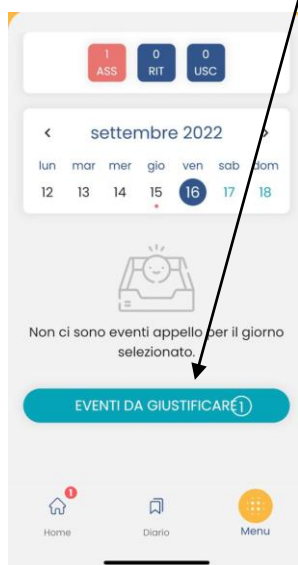 1 0 0
ASS RIT USC
< settembre 2022 >
lun mar mer gio ven sab dom
12 13 14 15 16 17 18
Non ci sono eventi appello per il giorno
selezionato.
EVENTI DA GIUSTIFICARE 1
1
Home Diario Menu